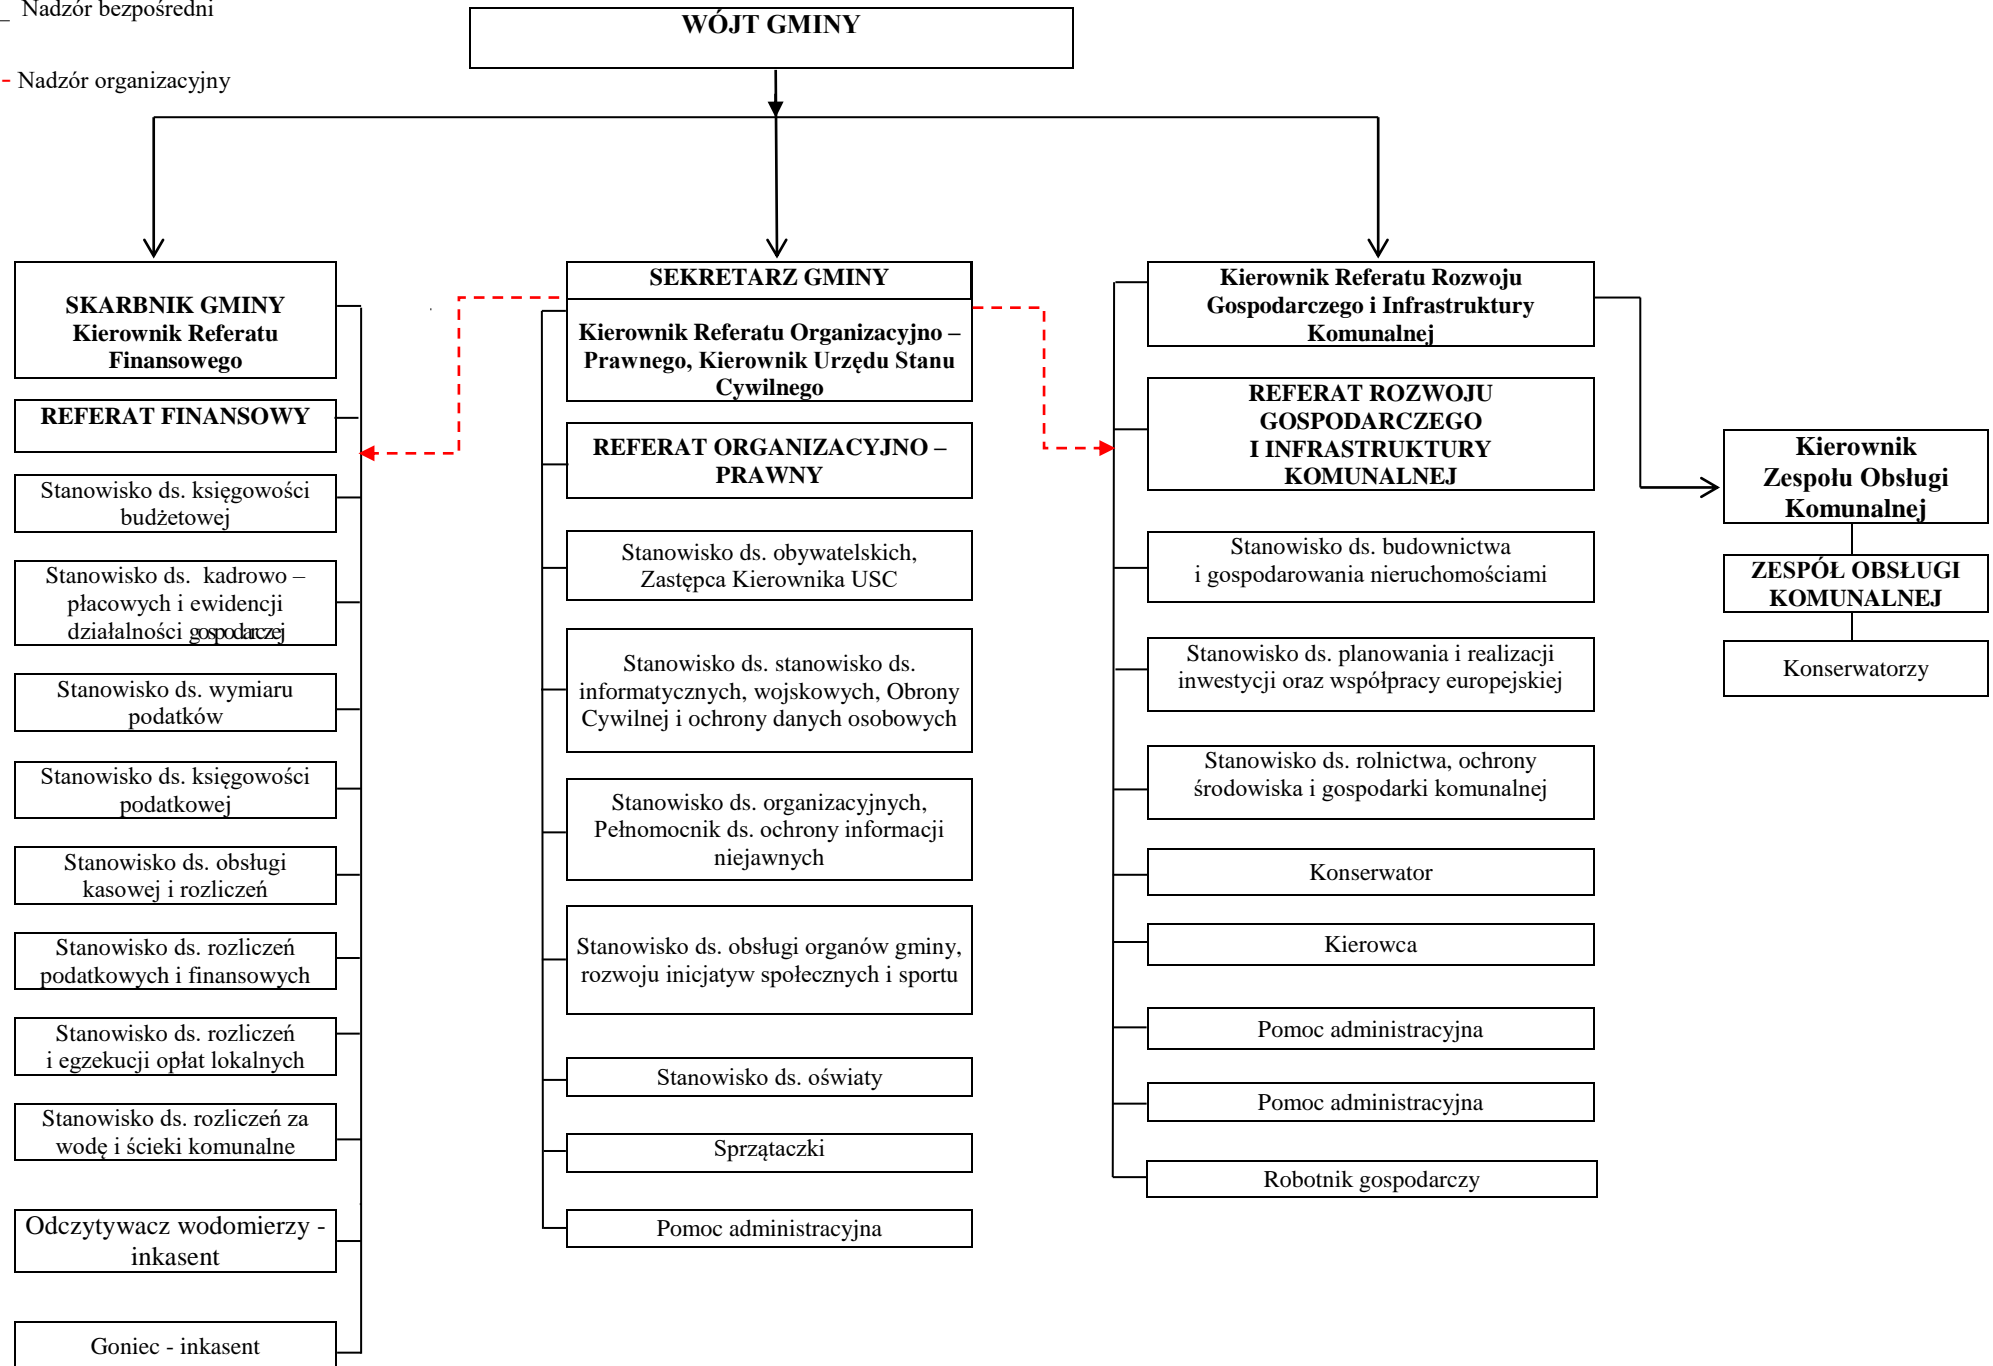 _ Nadzór bezpośredni
- Nadzór organizacyjny
WÓJT GMINY
SKARBNIK GMINY
Kierownik Referatu
Finansowego
REFERAT FINANSOWY
Stanowisko ds. księgowości
budżetowej
Stanowisko ds. kadrowo –
płacowych i ewidencji
działalności gospodarczej
Stanowisko ds. wymiaru
podatków
Stanowisko ds. księgowości
podatkowej
Stanowisko ds. obsługi
kasowej i rozliczeń
Stanowisko ds. rozliczeń
podatkowych i finansowych
Stanowisko ds. rozliczeń
i egzekucji opłat lokalnych
Stanowisko ds. rozliczeń za
wodę i ścieki komunalne
Odczytywacz wodomierzy -
inkasent
Goniec - inkasent
SEKRETARZ GMINY
Kierownik Referatu Organizacyjno –
Prawnego, Kierownik Urzędu Stanu
Cywilnego
REFERAT ORGANIZACYJNO –
PRAWNY
Stanowisko ds. obywatelskich,
Zastępca Kierownika USC
Stanowisko ds. stanowisko ds.
informatycznych, wojskowych, Obrony
Cywilnej i ochrony danych osobowych
Stanowisko ds. organizacyjnych,
Pełnomocnik ds. ochrony informacji
niejawnych
Stanowisko ds. obsługi organów gminy,
rozwoju inicjatyw społecznych i sportu
Stanowisko ds. oświaty
Sprzątaczki
Pomoc administracyjna
Kierownik Referatu Rozwoju
Gospodarczego i Infrastruktury
Komunalnej
REFERAT ROZWOJU
GOSPODARCZEGO
I INFRASTRUKTURY
KOMUNALNEJ
Stanowisko ds. budownictwa
i gospodarowania nieruchomościami
Stanowisko ds. planowania i realizacji
inwestycji oraz współpracy europejskiej
Stanowisko ds. rolnictwa, ochrony
środowiska i gospodarki komunalnej
Konserwator
Kierowca
Pomoc administracyjna
Pomoc administracyjna
Robotnik gospodarczy
Kierownik
Zespołu Obsługi
Komunalnej
ZESPÓŁ OBSŁUGI
KOMUNALNEJ
Konserwatorzy